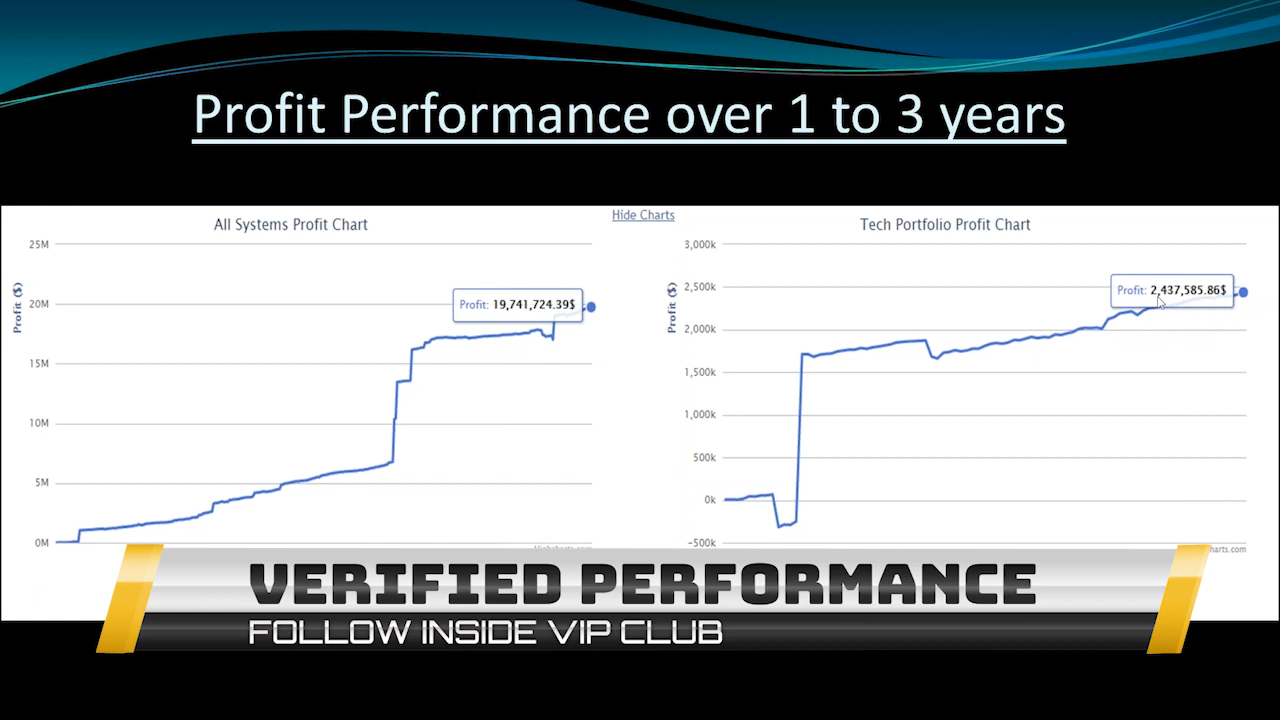 Profit Performance over 1 to 3 years
All Systems Profit Chart
Hide Charts
Tech Portfolio Profit Chart
25M
20M
15M
10M
5M
0M
Profit ($)
Profit: 19,741,724.39$
3,000k
2,500k
2,000k
1,500k
1,000k
500k
0k
-500k
Profit ($)
Profit: 2,437,585.86$
VERIFIED PERFORMANCE
FOLLOW INSIDE VIP CLUB